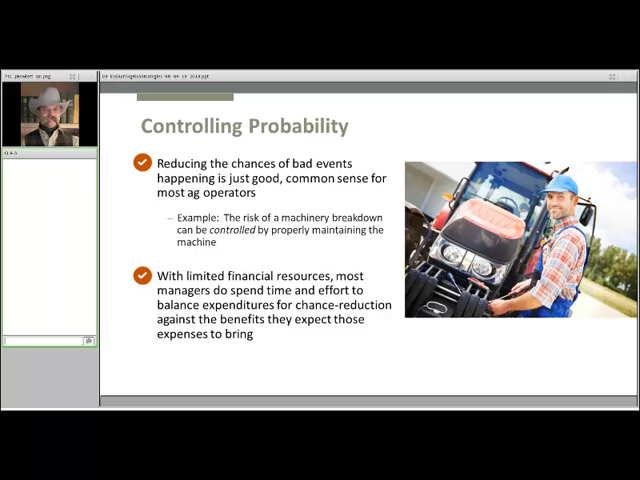 Controlling Probability
Reducing the chances of bad events
happening is just good, common sense for
most ag operators
– Example: The risk of a machinery breakdown
can be controlled by properly maintaining the
machine
With limited financial resources, most
managers do spend time and effort to
balance expenditures for chance-reduction
against the benefits they expect those
expenses to bring